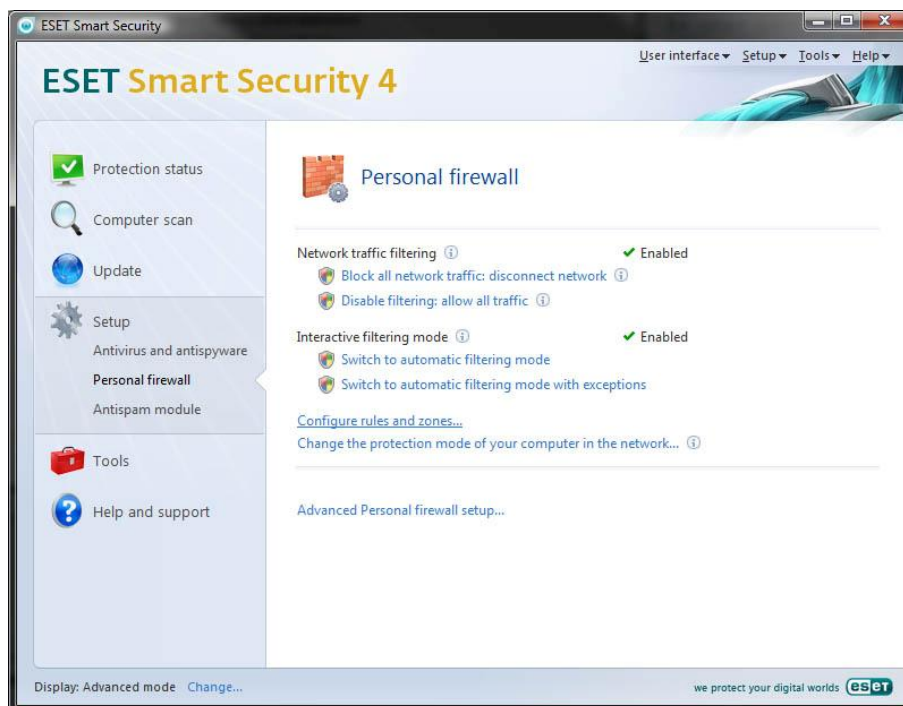 ESET Smart Security
User interface Setup Tools Help
ESET Smart Security 4
Protection status
Computer scan
Update
Setup
Antivirus and antispyware
Personal firewall
Antispam module
Tools
Help and support
Personal firewall
Network traffic filtering Enabled
Block all network traffic: disconnect network
Disable filtering: allow all traffic
Interactive filtering mode Enabled
Switch to automatic filtering mode
Switch to automatic filtering mode with exceptions
Configure rules and zones...
Change the protection mode of your computer in the network...
Advanced Personal firewall setup...
Display: Advanced mode Change...
we protect your digital worlds eset